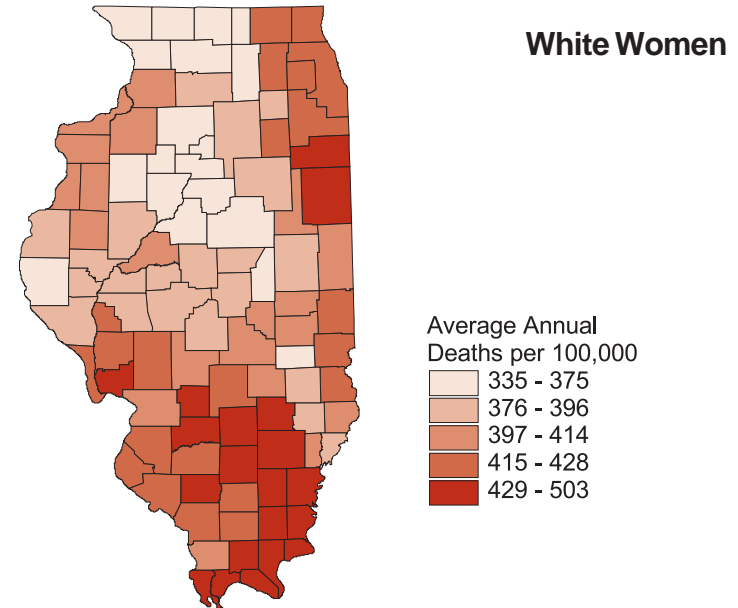 White Women
Average Annual
Deaths per 100,000
335 - 375
376 - 396
397 - 414
415 - 428
429 - 503